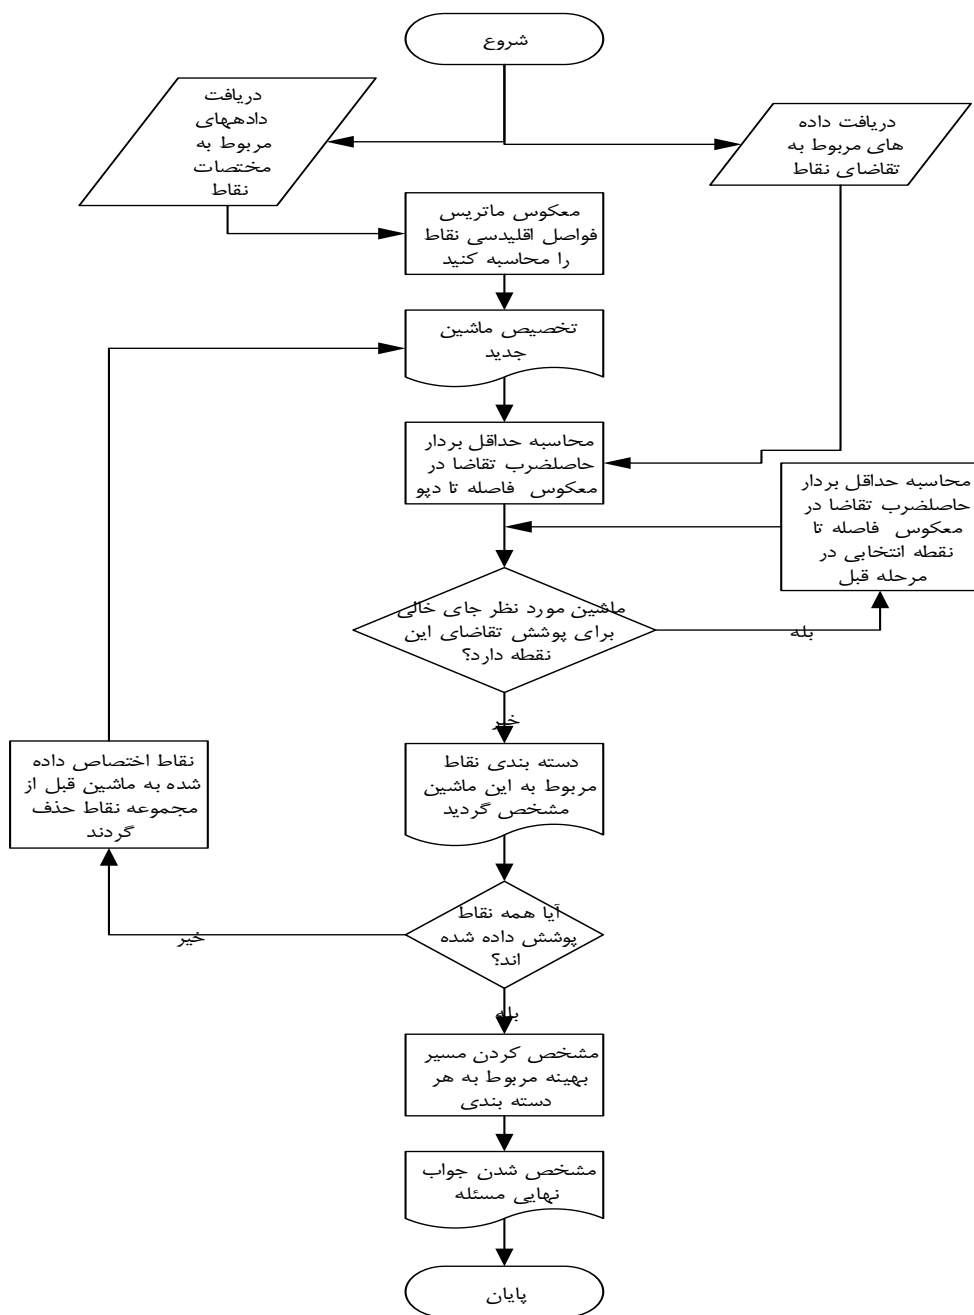 شروع
دریافت
دادههای
مربوط به
مختصات
نقاط
دریافت داده
های مربوط به
تقاضای نقاط
معکوس ماتریس
فواصل اقلیدسی نقاط
را محاسبه کنید
تخصیص ماشین
جدید
محاسبه حداقل بردار
حاصلضرب تقاضا در
معکوس فاصله تا دپو
محاسبه حداقل بردار
حاصلضرب تقاضا در
معکوس فاصله تا
نقطه انتخابی در
مرحله قبل
ماشین مورد نظر جای خالی
برای پوشش تقاضای این
نقطه دارد؟
بله
خیر
دسته بندی نقاط
مربوط به این ماشین
مشخص گردید
نقاط اختصاص داده
شده به ماشین قبل از
مجموعه نقاط حذف
گردند
آیا همه نقاط
پوشش داده شده
اند؟
خیر
بله
مشخص کردن مسیر
بهینه مربوط به هر
دسته بندی
مشخص شدن جواب
نهایی مسئله
پایان